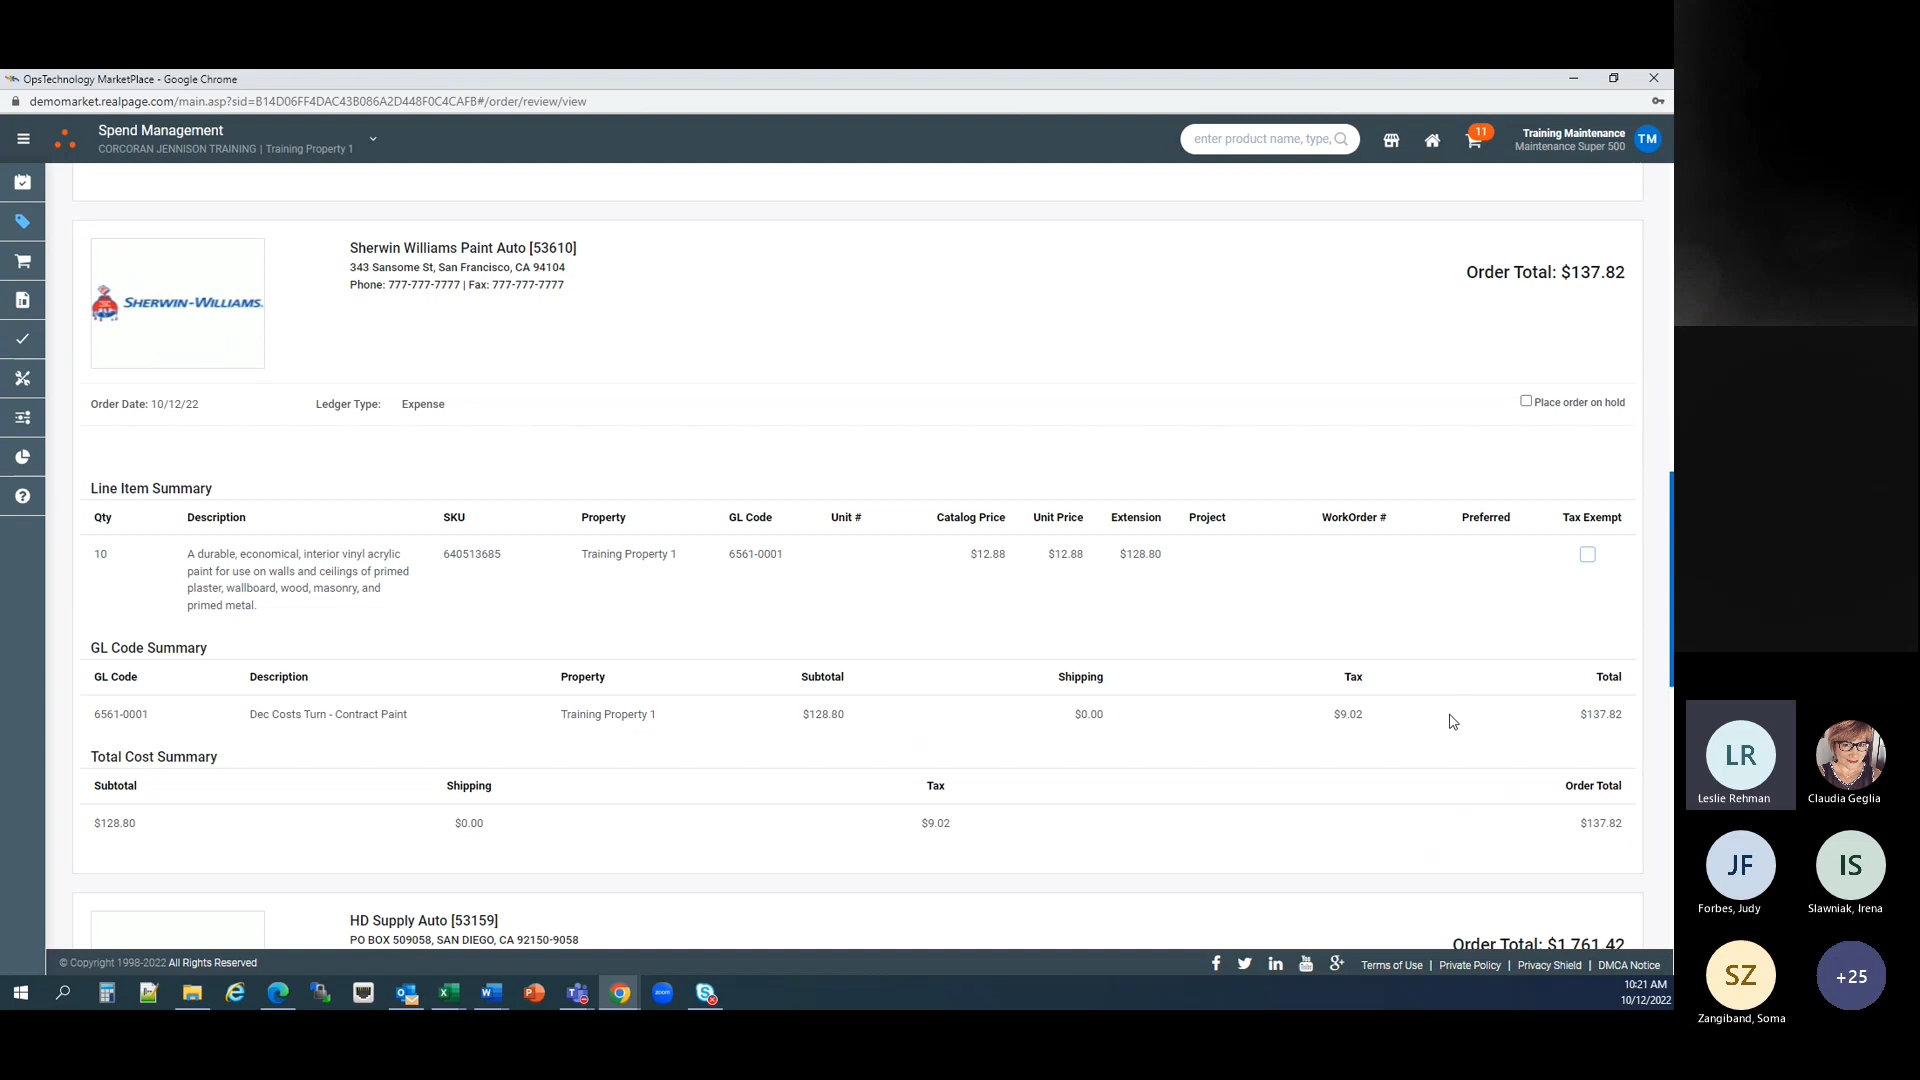 OpsTechnology MarketPlace - Google Chrome
demomarket.realpage.com/main.asp?sid=B14D06FF4DAC43B086A2D448F0C4CAFB#/order/review/view
Spend Management
CORCORAN JENNISON TRAINING | Training Property 1
enter product name, type,
11
Training Maintenance
Maintenance Super 500
TM
SHERWIN-WILLIAMS.
Sherwin Williams Paint Auto [53610]
343 Sansome St, San Francisco, CA 94104
Phone: 777-777-7777 | Fax: 777-777-7777
Order Total: $137.82
Order Date: 10/12/22 Ledger Type: Expense
Place order on hold
Line Item Summary
Qty Description SKU Property GL Code Unit # Catalog Price Unit Price Extension Project WorkOrder # Preferred Tax Exempt
10 A durable, economical, interior vinyl acrylic 640513685 Training Property 1 6561-0001 $12.88 $12.88 $128.80
paint for use on walls and ceilings of primed
plaster, wallboard, wood, masonry, and
primed metal.
GL Code Summary
GL Code Description Property Subtotal Shipping Tax Total
6561-0001 Dec Costs Turn - Contract Paint Training Property 1 $128.80 $0.00 $9.02 $137.82
Total Cost Summary
Subtotal Shipping Tax Order Total
$128.80 $0.00 $9.02 $137.82
HD Supply Auto [53159]
PO BOX 509058, SAN DIEGO, CA 92150-9058
Order Total: $1,761.42
© Copyright 1998-2022 All Rights Reserved
Terms of Use | Private Policy | Privacy Shield | DMCA Notice
zoom
10:21 AM
10/12/2022
LR
Leslie Rehman
Claudia Geglia
JF
Forbes, Judy
IS
Slawniak, Irena
SZ
Zangiband, Soma
+25